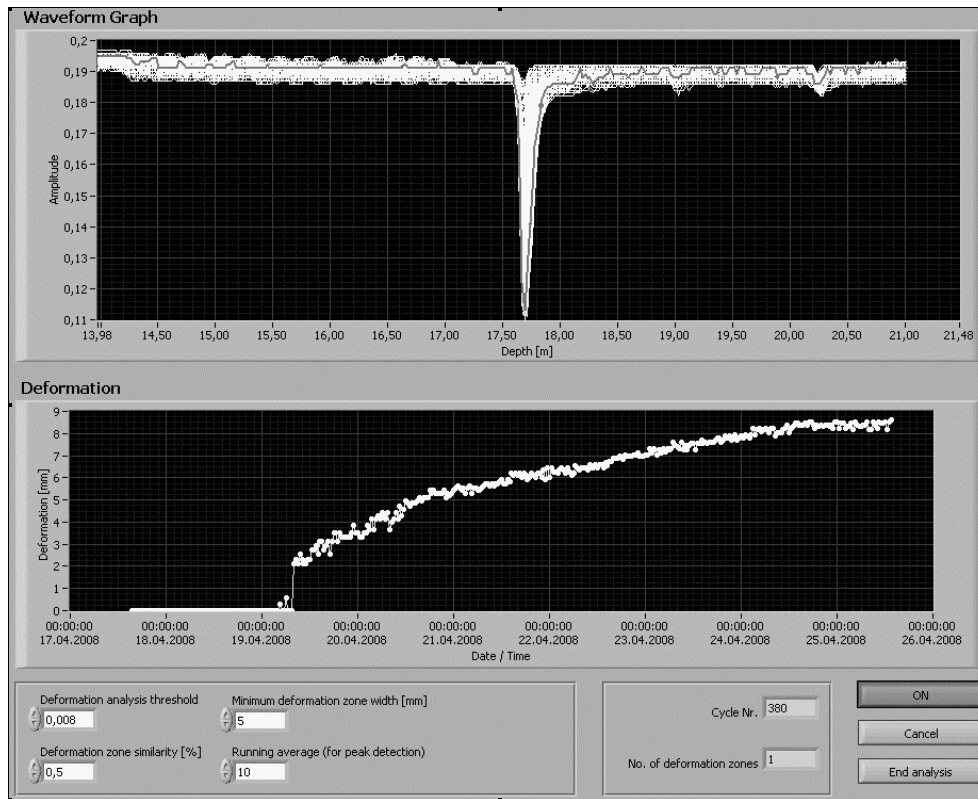 Waveform Graph
0,2
0,19
0,18
0,17
0,16
0,15
0,14
0,13
0,12
0,11
Amplitude
13,98 14,50 15,00 15,50 16,00 16,50 17,00 17,50 18,00 18,50 19,00 19,50 20,00 20,50 21,00 21,48
Depth [m]
Deformation
9
8
7
6
5
4
3
2
1
0
Deformation [mm]
00:00:00 00:00:00 00:00:00 00:00:00 00:00:00 00:00:00 00:00:00 00:00:00 00:00:00 00:00:00
17.04.2008 18.04.2008 19.04.2008 20.04.2008 21.04.2008 22.04.2008 23.04.2008 24.04.2008 25.04.2008 26.04.2008
Date / Time
Deformation analysis threshold
0,008
Minimum deformation zone width [mm]
5
Deformation zone similarity [%]
0,5
Running average (for peak detection)
10
Cycle Nr. 380
No. of deformation zones 1
ON
Cancel
End analysis